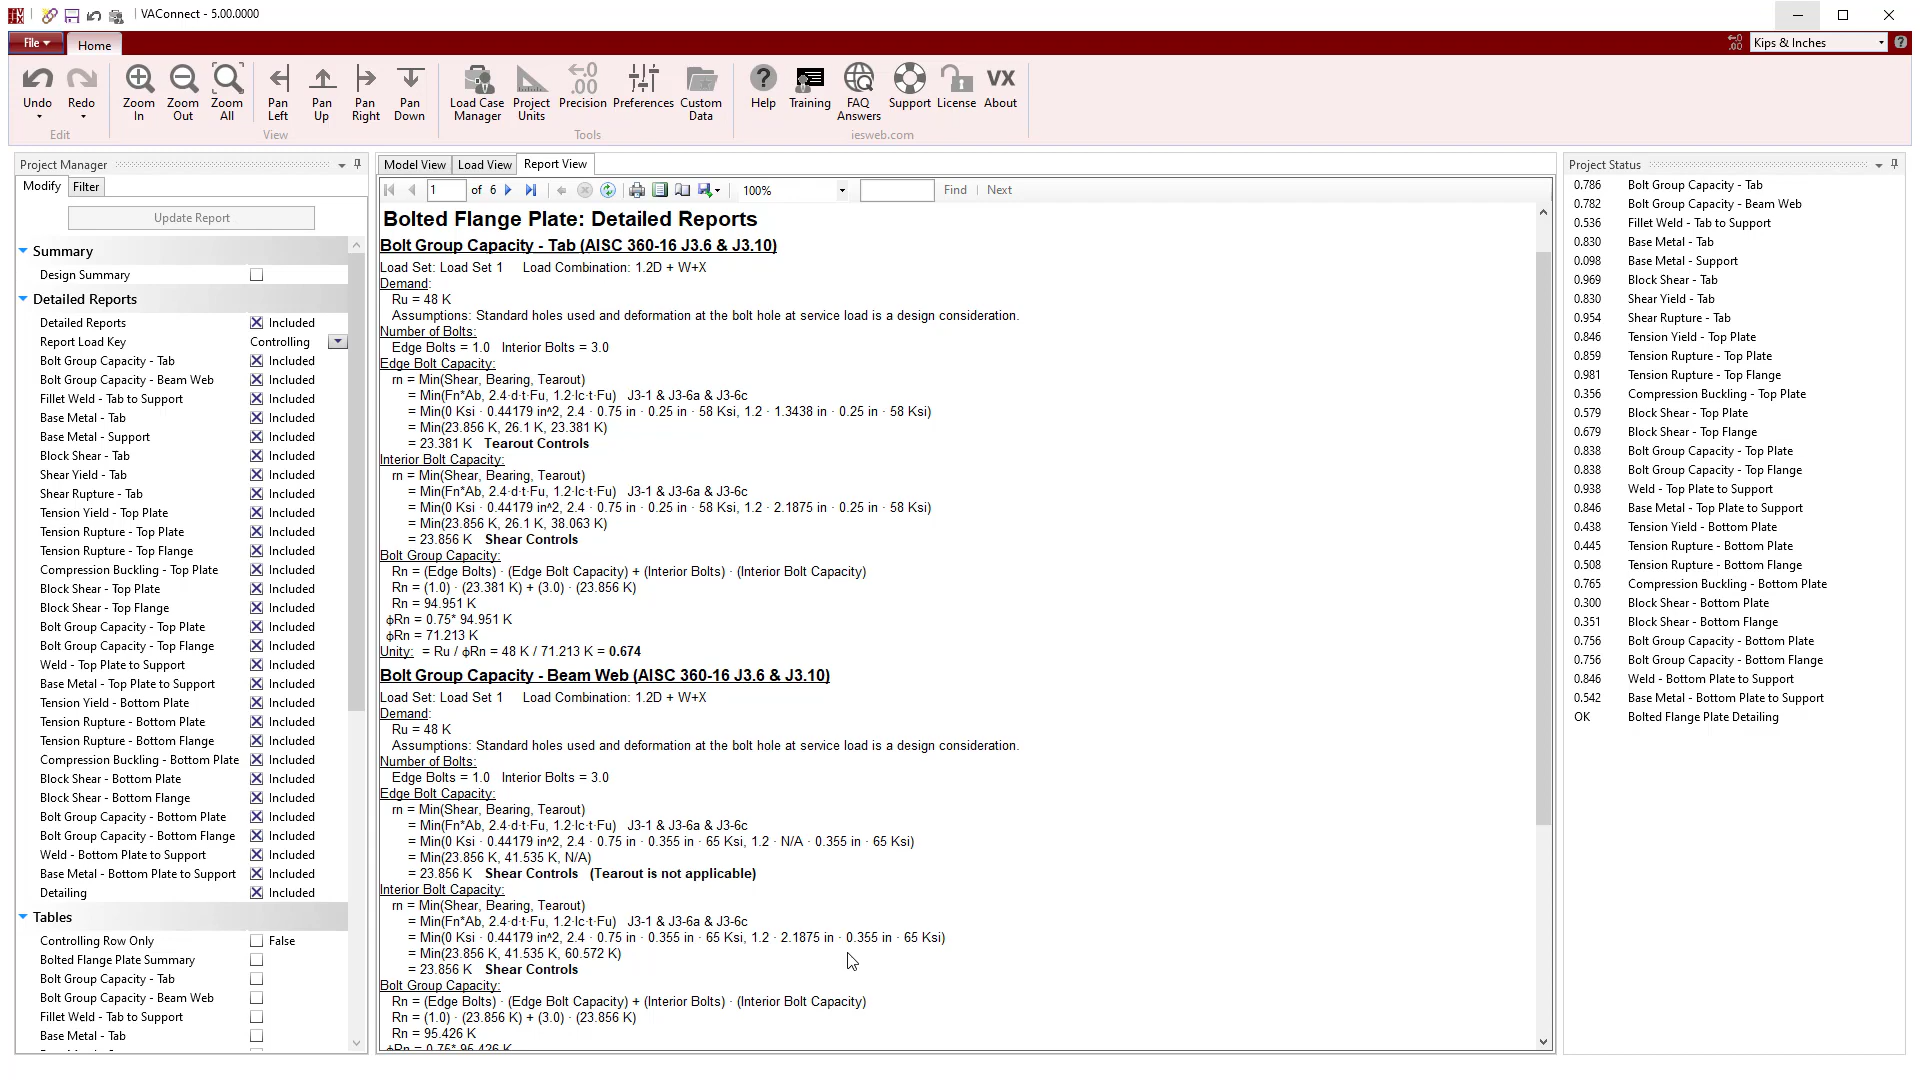 VAConnect - 5.00.0000
File
Home
Kips & Inches
Undo
Redo
Zoom In
Zoom Out
Zoom All
Pan Left
Pan Up
Pan Right
Pan Down
Load Case Manager
Project Units
Precision
Preferences
Custom Data
Help
Training
FAQ Answers
Support
License
VX
About
Edit
View
Tools
iesweb.com
Project Manager
Modify
Filter
Update Report
Summary
Design Summary
Detailed Reports
Detailed Reports Included
Report Load Key Controlling
Bolt Group Capacity - Tab Included
Bolt Group Capacity - Beam Web Included
Fillet Weld - Tab to Support Included
Base Metal - Tab Included
Base Metal - Support Included
Block Shear - Tab Included
Shear Yield - Tab Included
Shear Rupture - Tab Included
Tension Yield - Top Plate Included
Tension Rupture - Top Plate Included
Tension Rupture - Top Flange Included
Compression Buckling - Top Plate Included
Block Shear - Top Plate Included
Block Shear - Top Flange Included
Bolt Group Capacity - Top Plate Included
Bolt Group Capacity - Top Flange Included
Weld - Top Plate to Support Included
Base Metal - Top Plate to Support Included
Tension Yield - Bottom Plate Included
Tension Rupture - Bottom Plate Included
Tension Rupture - Bottom Flange Included
Compression Buckling - Bottom Plate Included
Block Shear - Bottom Plate Included
Block Shear - Bottom Flange Included
Bolt Group Capacity - Bottom Plate Included
Bolt Group Capacity - Bottom Flange Included
Weld - Bottom Plate to Support Included
Base Metal - Bottom Plate to Support Included
Detailing Included
Tables
Controlling Row Only False
Bolted Flange Plate Summary
Bolt Group Capacity - Tab
Bolt Group Capacity - Beam Web
Fillet Weld - Tab to Support
Base Metal - Tab
Model View
Load View
Report View
1 of 6
100%
Find
Next
Bolted Flange Plate: Detailed Reports
Bolt Group Capacity - Tab (AISC 360-16 J3.6 & J3.10)
Load Set: Load Set 1 Load Combination: 1.2D + W+X
Demand:
Ru = 48 K
Assumptions: Standard holes used and deformation at the bolt hole at service load is a design consideration.
Number of Bolts:
Edge Bolts = 1.0 Interior Bolts = 3.0
Edge Bolt Capacity:
rn = Min(Shear, Bearing, Tearout)
= Min(Fn*Ab, 2.4·d·t·Fu, 1.2·lc·t·Fu) J3-1 & J3-6a & J3-6c
= Min(0 Ksi · 0.44179 in^2, 2.4 · 0.75 in · 0.25 in · 58 Ksi, 1.2 · 1.3438 in · 0.25 in · 58 Ksi)
= Min(23.856 K, 26.1 K, 23.381 K)
= 23.381 K Tearout Controls
Interior Bolt Capacity:
rn = Min(Shear, Bearing, Tearout)
= Min(Fn*Ab, 2.4·d·t·Fu, 1.2·lc·t·Fu) J3-1 & J3-6a & J3-6c
= Min(0 Ksi · 0.44179 in^2, 2.4 · 0.75 in · 0.25 in · 58 Ksi, 1.2 · 2.1875 in · 0.25 in · 58 Ksi)
= Min(23.856 K, 26.1 K, 38.063 K)
= 23.856 K Shear Controls
Bolt Group Capacity:
Rn = (Edge Bolts) · (Edge Bolt Capacity) + (Interior Bolts) · (Interior Bolt Capacity)
Rn = (1.0) · (23.381 K) + (3.0) · (23.856 K)
Rn = 94.951 K
ϕRn = 0.75* 94.951 K
ϕRn = 71.213 K
Unity: = Ru / ϕRn = 48 K / 71.213 K = 0.674
Bolt Group Capacity - Beam Web (AISC 360-16 J3.6 & J3.10)
Load Set: Load Set 1 Load Combination: 1.2D + W+X
Demand:
Ru = 48 K
Assumptions: Standard holes used and deformation at the bolt hole at service load is a design consideration.
Number of Bolts:
Edge Bolts = 1.0 Interior Bolts = 3.0
Edge Bolt Capacity:
rn = Min(Shear, Bearing, Tearout)
= Min(Fn*Ab, 2.4·d·t·Fu, 1.2·lc·t·Fu) J3-1 & J3-6a & J3-6c
= Min(0 Ksi · 0.44179 in^2, 2.4 · 0.75 in · 0.355 in · 65 Ksi, 1.2 · N/A · 0.355 in · 65 Ksi)
= Min(23.856 K, 41.535 K, N/A)
= 23.856 K Shear Controls (Tearout is not applicable)
Interior Bolt Capacity:
rn = Min(Shear, Bearing, Tearout)
= Min(Fn*Ab, 2.4·d·t·Fu, 1.2·lc·t·Fu) J3-1 & J3-6a & J3-6c
= Min(0 Ksi · 0.44179 in^2, 2.4 · 0.75 in · 0.355 in · 65 Ksi, 1.2 · 2.1875 in · 0.355 in · 65 Ksi)
= Min(23.856 K, 41.535 K, 60.572 K)
= 23.856 K Shear Controls
Bolt Group Capacity:
Rn = (Edge Bolts) · (Edge Bolt Capacity) + (Interior Bolts) · (Interior Bolt Capacity)
Rn = (1.0) · (23.856 K) + (3.0) · (23.856 K)
Rn = 95.426 K
ϕRn = 0.75* 95.426 K
Project Status
0.786 Bolt Group Capacity - Tab
0.782 Bolt Group Capacity - Beam Web
0.536 Fillet Weld - Tab to Support
0.830 Base Metal - Tab
0.098 Base Metal - Support
0.969 Block Shear - Tab
0.830 Shear Yield - Tab
0.954 Shear Rupture - Tab
0.846 Tension Yield - Top Plate
0.859 Tension Rupture - Top Plate
0.981 Tension Rupture - Top Flange
0.356 Compression Buckling - Top Plate
0.579 Block Shear - Top Plate
0.679 Block Shear - Top Flange
0.838 Bolt Group Capacity - Top Plate
0.838 Bolt Group Capacity - Top Flange
0.938 Weld - Top Plate to Support
0.846 Base Metal - Top Plate to Support
0.438 Tension Yield - Bottom Plate
0.445 Tension Rupture - Bottom Plate
0.508 Tension Rupture - Bottom Flange
0.765 Compression Buckling - Bottom Plate
0.300 Block Shear - Bottom Plate
0.351 Block Shear - Bottom Flange
0.756 Bolt Group Capacity - Bottom Plate
0.756 Bolt Group Capacity - Bottom Flange
0.846 Weld - Bottom Plate to Support
0.542 Base Metal - Bottom Plate to Support
OK Bolted Flange Plate Detailing